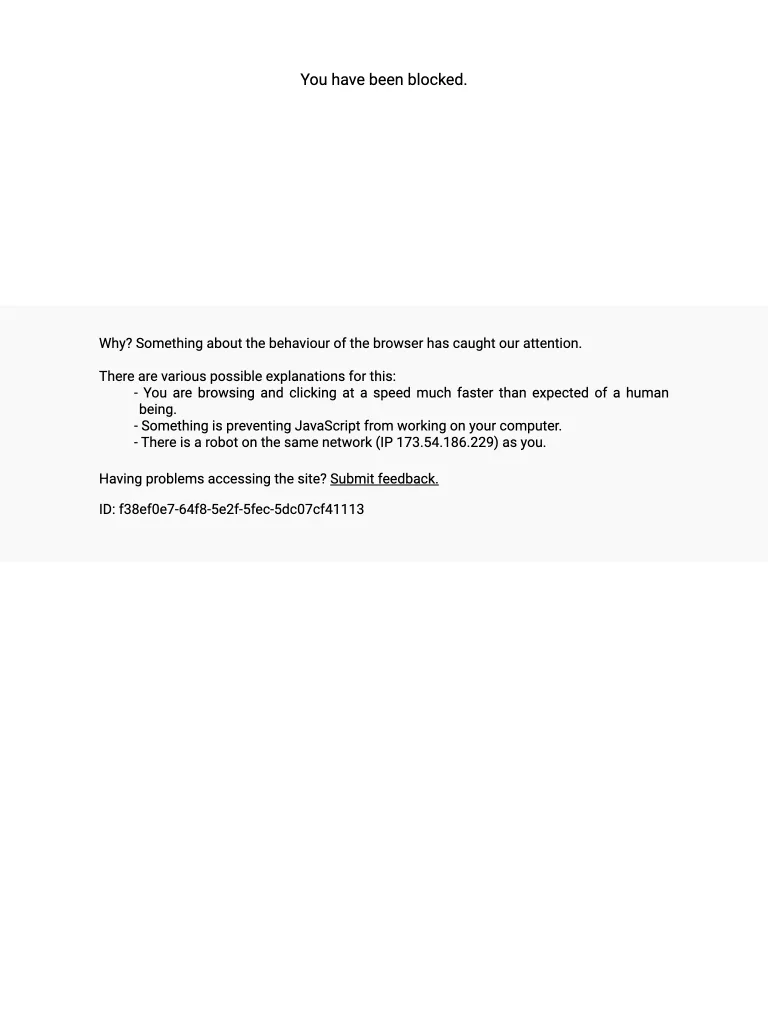 You have been blocked.
Why? Something about the behaviour of the browser has caught our attention.
There are various possible explanations for this:
- You are browsing and clicking at a speed much faster than expected of a human
being.
- Something is preventing JavaScript from working on your computer.
- There is a robot on the same network (IP 173.54.186.229) as you.
Having problems accessing the site? Submit feedback.
ID: f38ef0e7-64f8-5e2f-5fec-5dc07cf41113